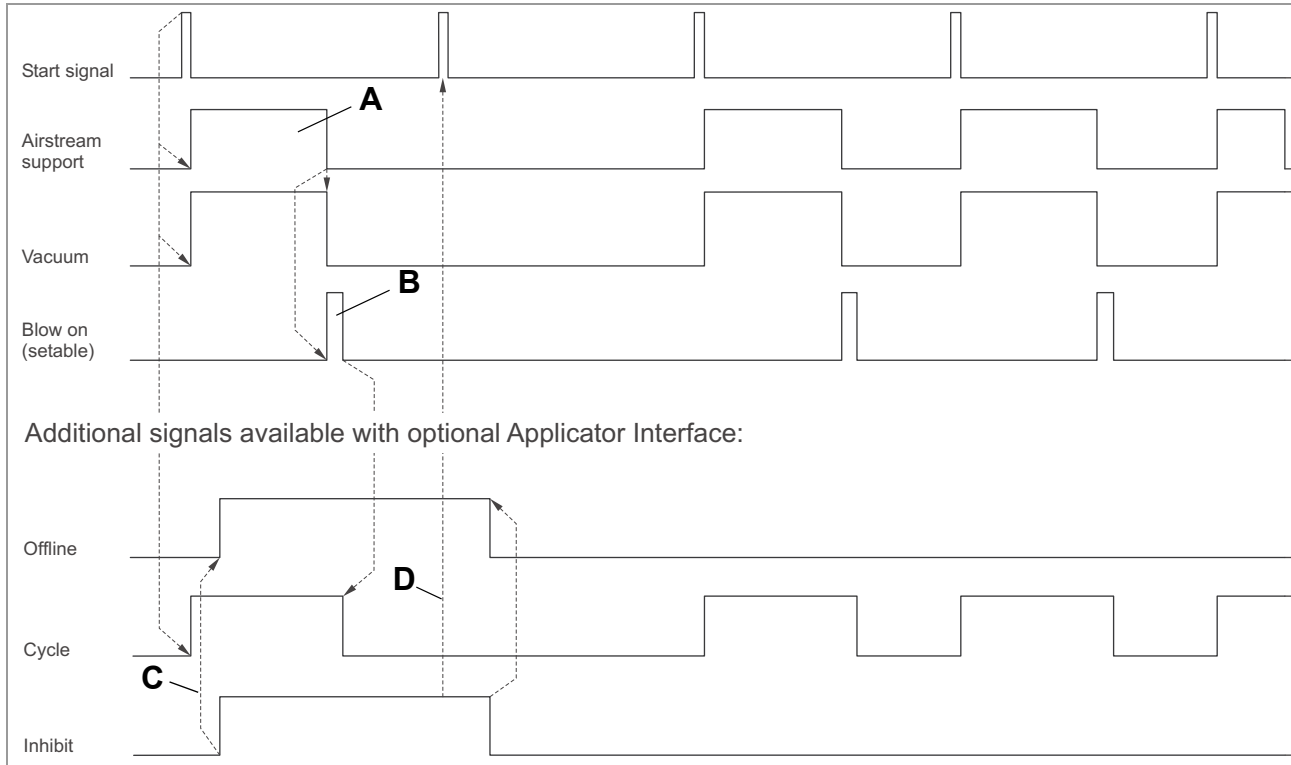 Start signal
A
Airstream
support
Vacuum
B
Blow on
(setable)
Additional signals available with optional Applicator Interface:
Offline
D
Cycle
C
Inhibit